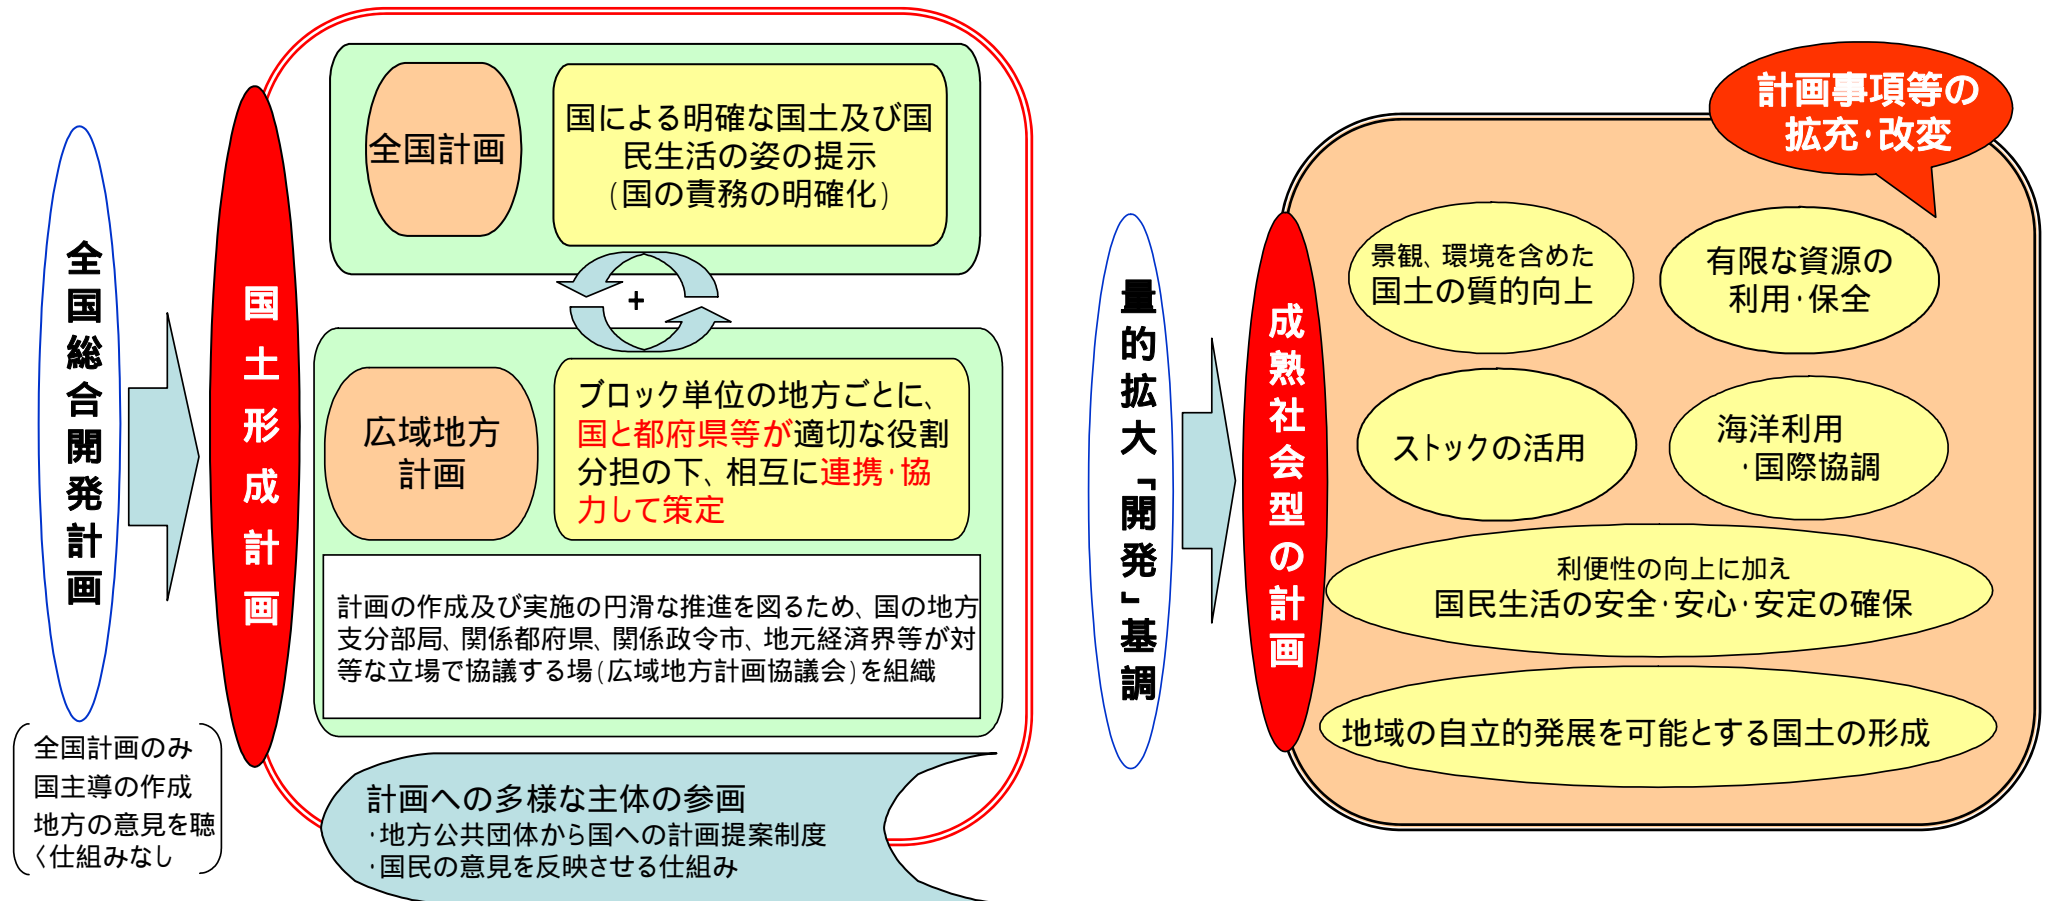 全国総合開発計画
全国計画のみ
国主導の作成
地方の意見を聴
く仕組みなし
国土形成計画
全国計画
国による明確な国土及び国
民生活の姿の提示
(国の責務の明確化)
+
広域地方
計画
ブロック単位の地方ごとに、
国と都府県等が適切な役割
分担の下、相互に連携・協
力して策定
計画の作成及び実施の円滑な推進を図るため、国の地方
支分部局、関係都府県、関係政令市、地元経済界等が対
等な立場で協議する場(広域地方計画協議会)を組織
計画への多様な主体の参画
・地方公共団体から国への計画提案制度
・国民の意見を反映させる仕組み
量的拡大「開発」基調
成熟社会型の計画
計画事項等の
拡充・改変
景観、環境を含めた
国土の質的向上
有限な資源の
利用・保全
ストックの活用
海洋利用
・国際協調
利便性の向上に加え
国民生活の安全・安心・安定の確保
地域の自立的発展を可能とする国土の形成